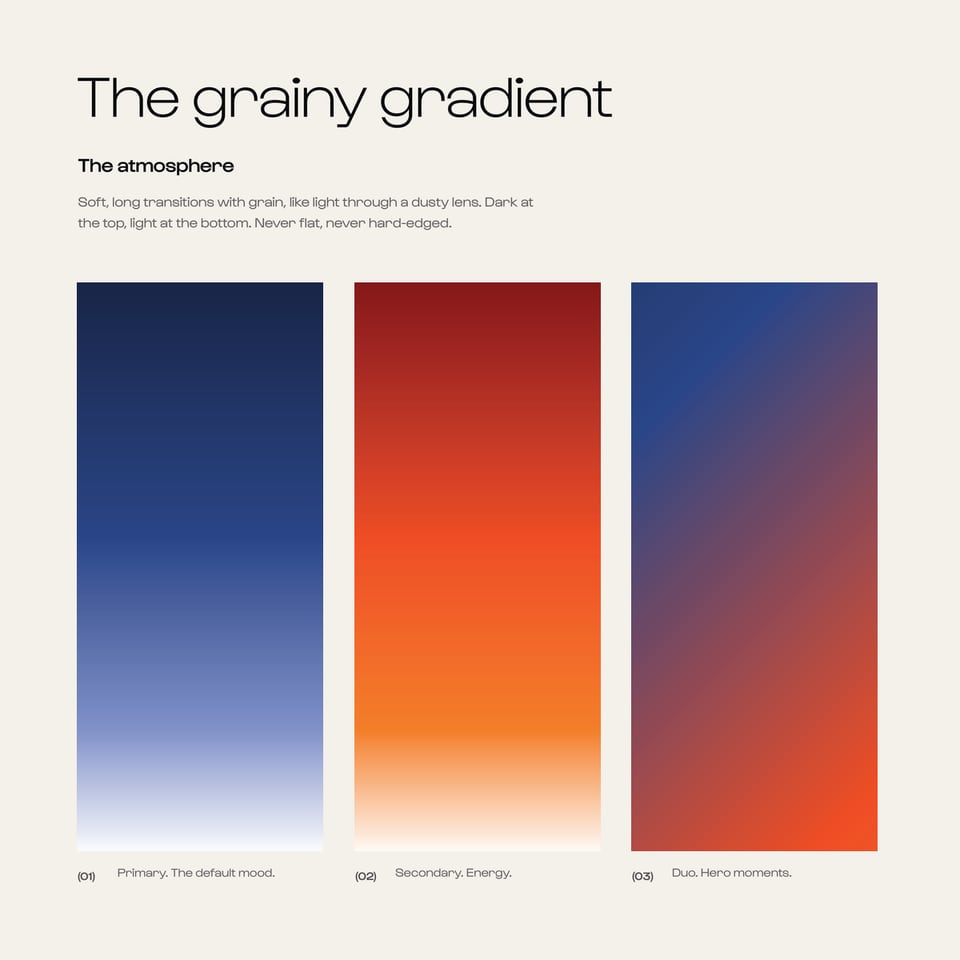 The grainy gradient
The atmosphere
Soft, long transitions with grain, like light through a dusty lens. Dark at
the top, light at the bottom. Never flat, never hard-edged.
(01) Primary. The default mood.
(02) Secondary. Energy.
(03) Duo. Hero moments.